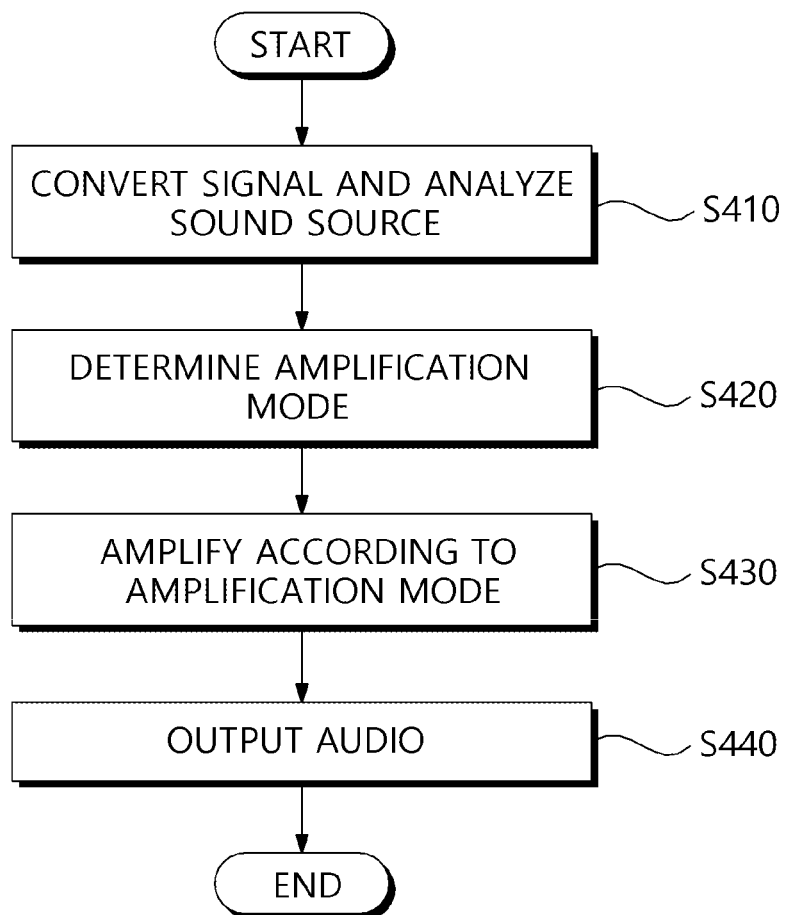 START
CONVERT SIGNAL AND ANALYZE
SOUND SOURCE
S410
DETERMINE AMPLIFICATION
MODE
S420
AMPLIFY ACCORDING TO
AMPLIFICATION MODE
S430
OUTPUT AUDIO
S440
END